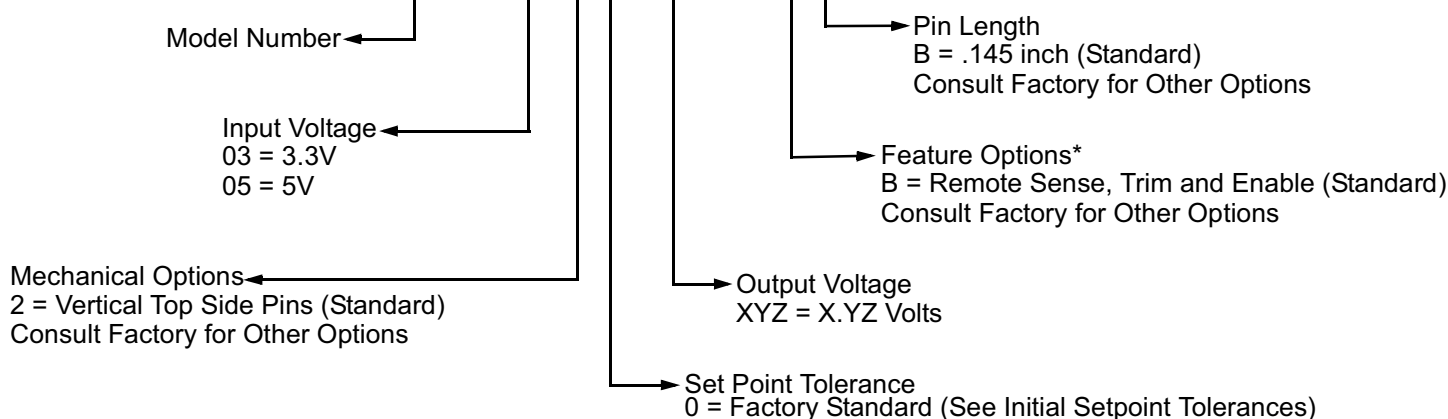 Model Number
Pin Length
B = .145 inch (Standard)
Consult Factory for Other Options
Input Voltage
03 = 3.3V
05 = 5V
Feature Options*
B = Remote Sense, Trim and Enable (Standard)
Consult Factory for Other Options
Mechanical Options
2 = Vertical Top Side Pins (Standard)
Consult Factory for Other Options
Output Voltage
XYZ = X.YZ Volts
Set Point Tolerance
0 = Factory Standard (See Initial Setpoint Tolerances)